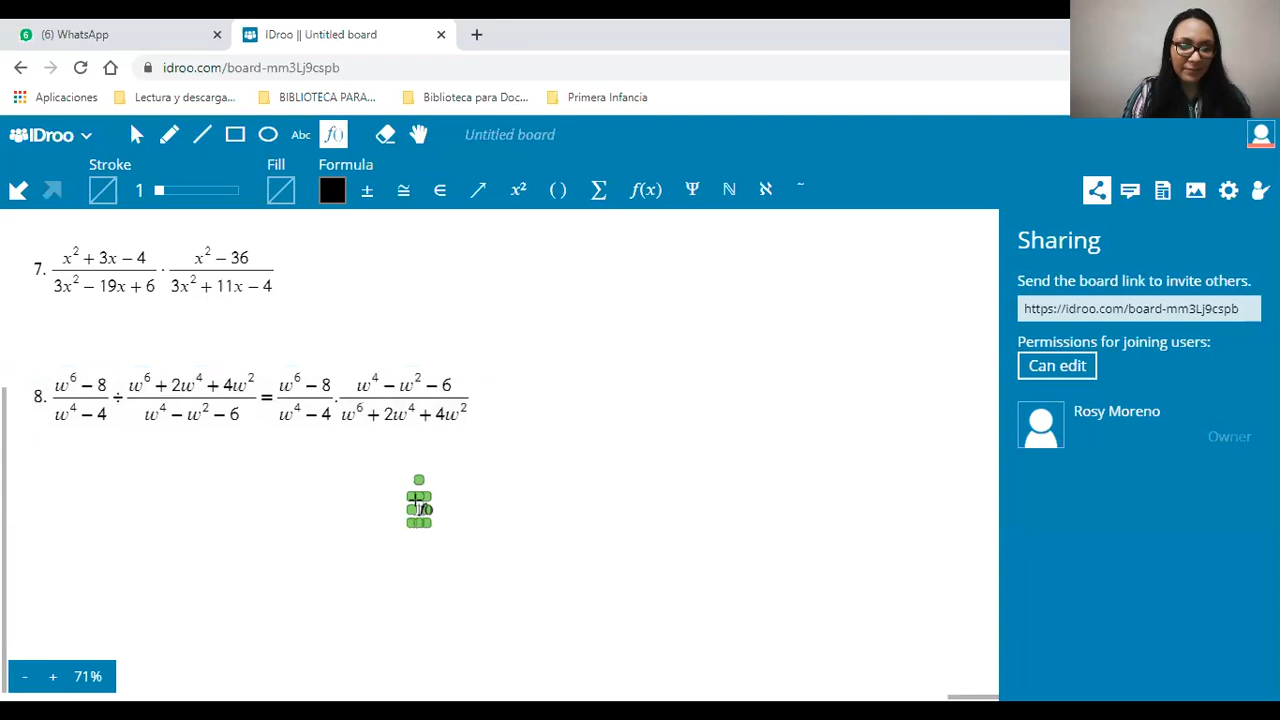 (6) WhatsApp
IDroo || Untitled board
idroo.com/board-mm3Lj9cspb
Aplicaciones
Lectura y descarga...
BIBLIOTECA PARA...
Biblioteca para Doc...
Primera Infancia
IDroo
Abc
f()
Untitled board
Stroke
Fill
Formula
1
± ≅ ∈ x² ( ) ∑ f(x) Ψ ℕ ℵ ~
7. (x² + 3x − 4)/(3x² − 19x + 6) · (x² − 36)/(3x² + 11x − 4)
8. (w⁶ − 8)/(w⁴ − 4) ÷ (w⁶ + 2w⁴ + 4w²)/(w⁴ − w² − 6) = (w⁶ − 8)/(w⁴ − 4) · (w⁴ − w² − 6)/(w⁶ + 2w⁴ + 4w²)
- + 71%
Sharing
Send the board link to invite others.
https://idroo.com/board-mm3Lj9cspb
Permissions for joining users:
Can edit
Rosy Moreno
Owner